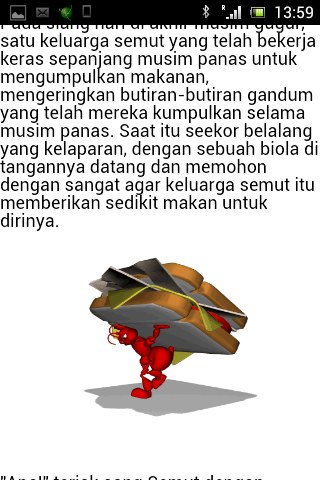 13:59
Pada siang hari di akhir musim gugur,
satu keluarga semut yang telah bekerja
keras sepanjang musim panas untuk
mengumpulkan makanan,
mengeringkan butiran-butiran gandum
yang telah mereka kumpulkan selama
musim panas. Saat itu seekor belalang
yang kelaparan, dengan sebuah biola di
tangannya datang dan memohon
dengan sangat agar keluarga semut itu
memberikan sedikit makan untuk
dirinya.
"Apa!" teriak sang Semut dengan